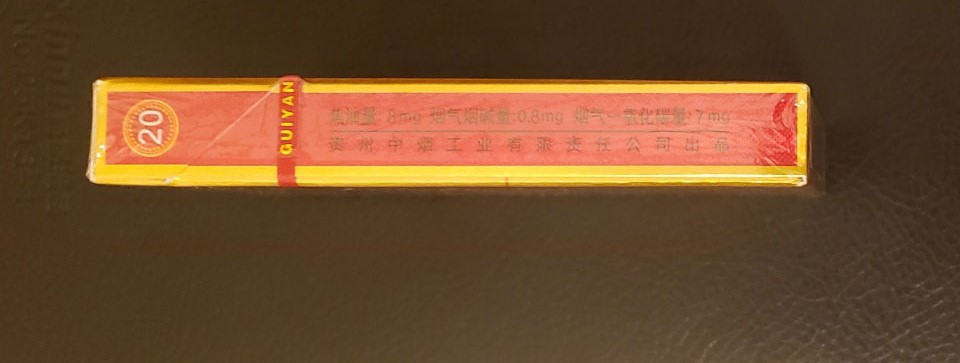 20
GUIYAN
焦油量:8mg 烟气烟碱量:0.8mg 烟气一氧化碳量:7mg
贵州中烟工业有限责任公司出品